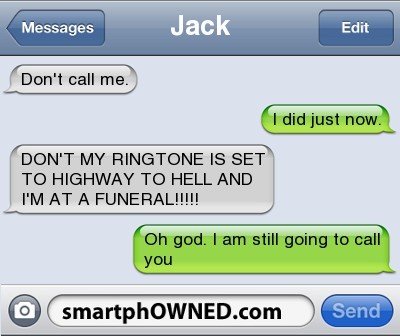 Messages
Jack
Edit
Don't call me.
I did just now.
DON'T MY RINGTONE IS SET
TO HIGHWAY TO HELL AND
I'M AT A FUNERAL!!!!!
Oh god. I am still going to call
you
smartphOWNED.com
Send